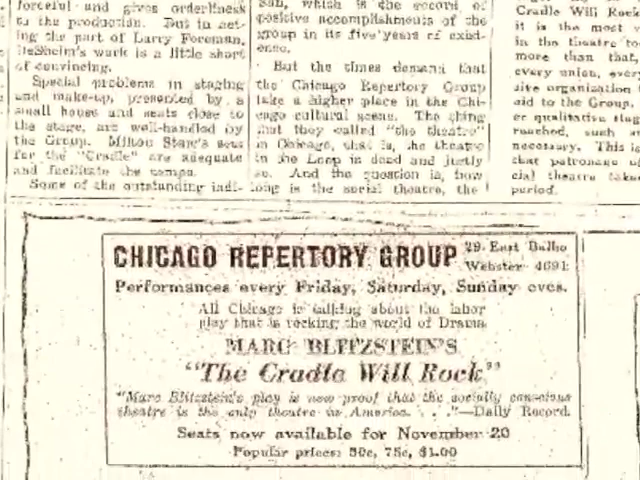 forceful and gives orderliness
to the production. But in act-
ing the part of Larry Foreman,
DeSheim's work is a little short
of convincing.
Special problems in staging
and make-up, presented by a
small house and seats close to
the stage, are well-handled by
the Group. Milton Starr's sets
for the "Cradle" are adequate
and facilitate the tempo.
Some of the outstanding indi-
which is the record of
positive accomplishments of the
group in its five years of exist-
ence.
But the times demand that
the Chicago Repertory Group
take a higher place in the Chi-
cago cultural scene. The thing
that they called "the theatre"
in Chicago, that is, the theatre
in the Loop is dead and justly
so. And the question is, how
long is the social theatre, the
Cradle Will Rock
it is the most
in the theatre to
more than that,
every union, every
organization
aid to the Group,
er qualitative stag
reached, such
necessary. This is
that patronage of
cial theatre take
period.
CHICAGO REPERTORY GROUP
29 East Balbo
Webster 4691
Performances every Friday, Saturday, Sunday eves.
All Chicago is talking about the labor
play that is rocking the world of Drama
MARC BLITZSTEIN'S
"The Cradle Will Rock"
"Marc Blitzstein's play is new proof that the socially conscious
theatre is the only theatre in America . . ."—Daily Record.
Seats now available for November 20
Popular prices: 50c, 75c, $1.00